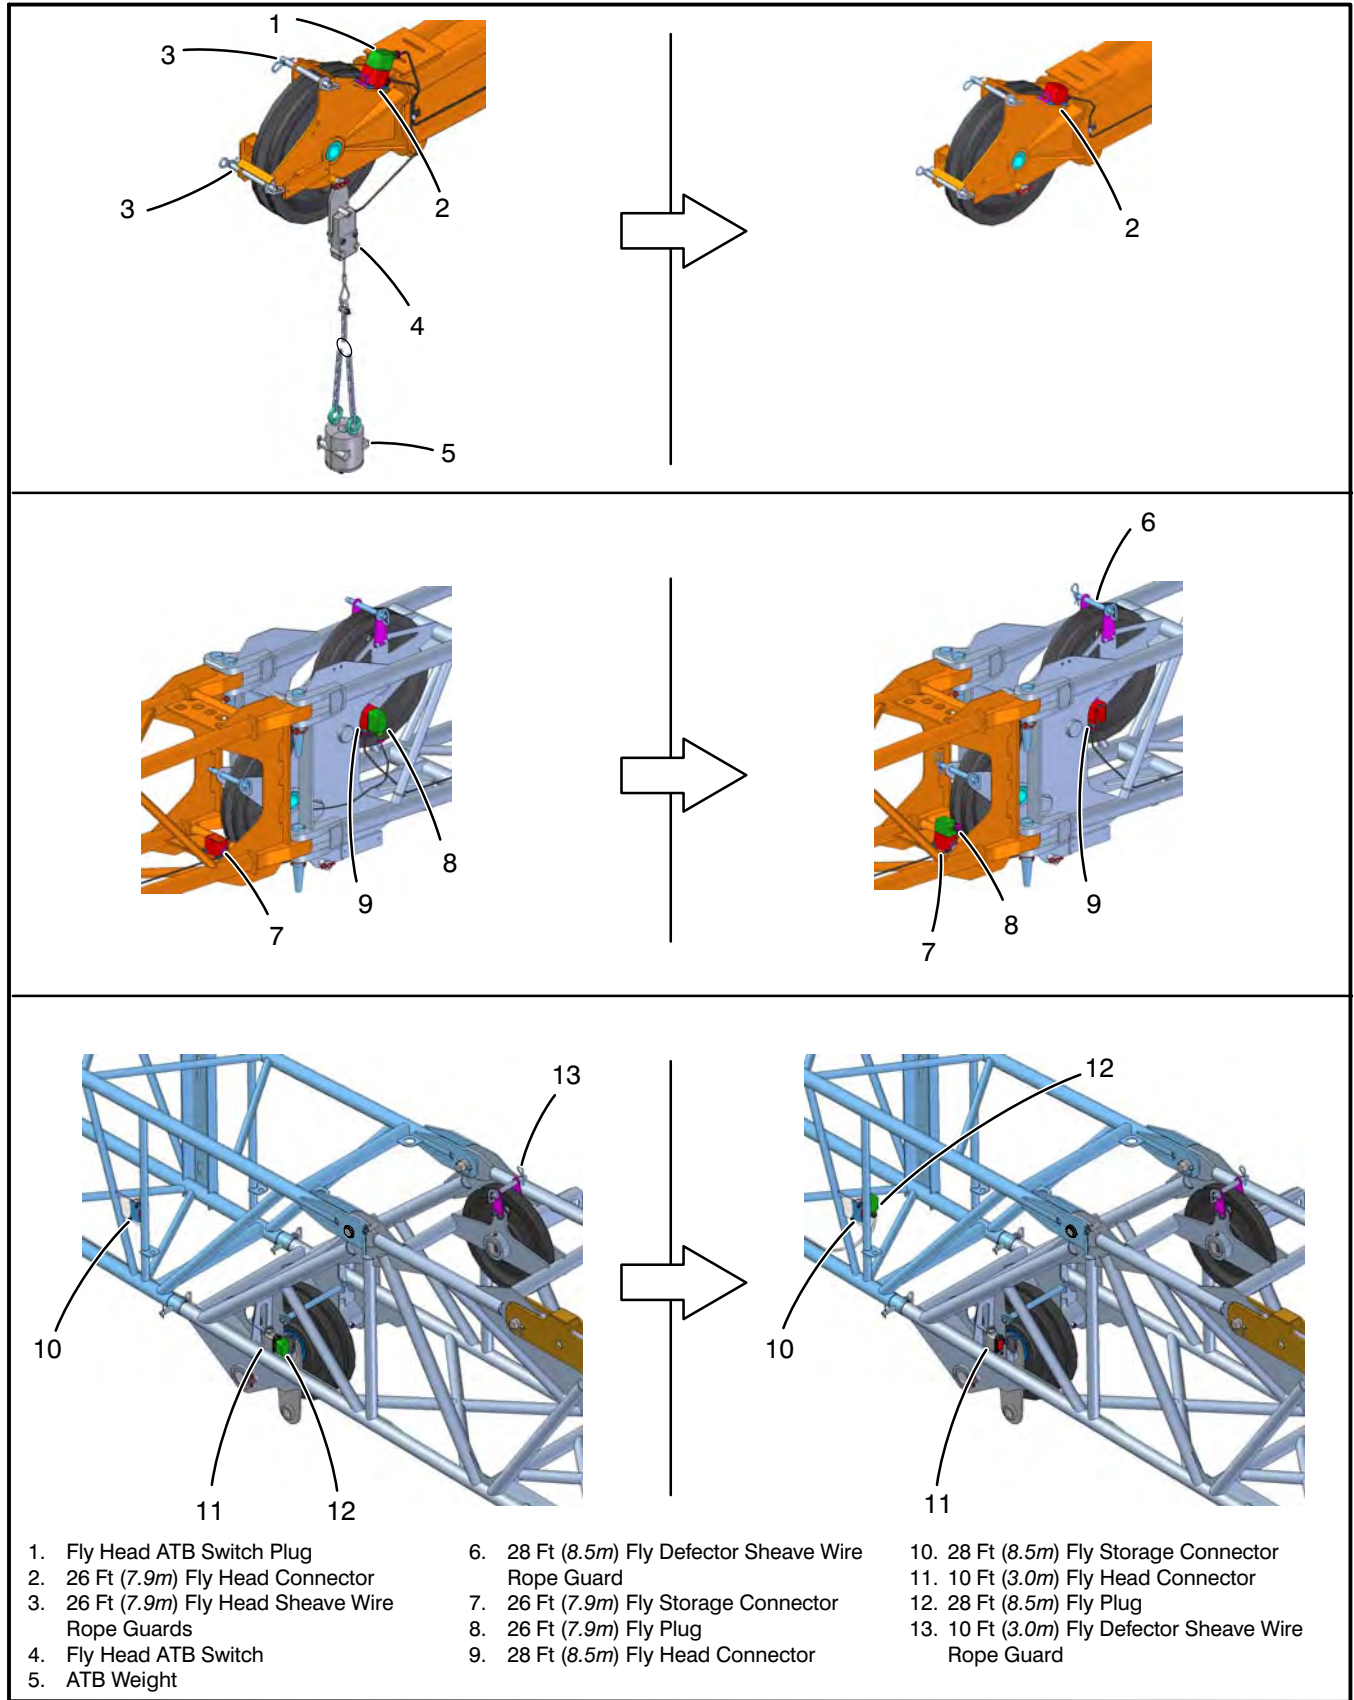 1
3
3
2
4
5
2
6
7
8
9
7
8
9
10
11
12
13
10
11
12
1. Fly Head ATB Switch Plug
2. 26 Ft (7.9m) Fly Head Connector
3. 26 Ft (7.9m) Fly Head Sheave Wire
Rope Guards
4. Fly Head ATB Switch
5. ATB Weight
6. 28 Ft (8.5m) Fly Defector Sheave Wire
Rope Guard
7. 26 Ft (7.9m) Fly Storage Connector
8. 26 Ft (7.9m) Fly Plug
9. 28 Ft (8.5m) Fly Head Connector
10. 28 Ft (8.5m) Fly Storage Connector
11. 10 Ft (3.0m) Fly Head Connector
12. 28 Ft (8.5m) Fly Plug
13. 10 Ft (3.0m) Fly Defector Sheave Wire
Rope Guard